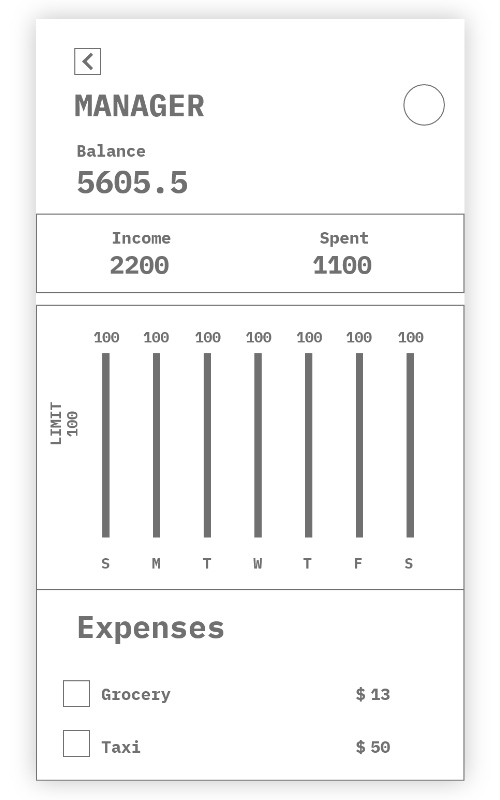 MANAGER
Balance
5605.5
Income Spent
2200 1100
100 100 100 100 100 100 100
LIMIT
100
S M T W T F S
Expenses
Grocery $ 13
Taxi $ 50